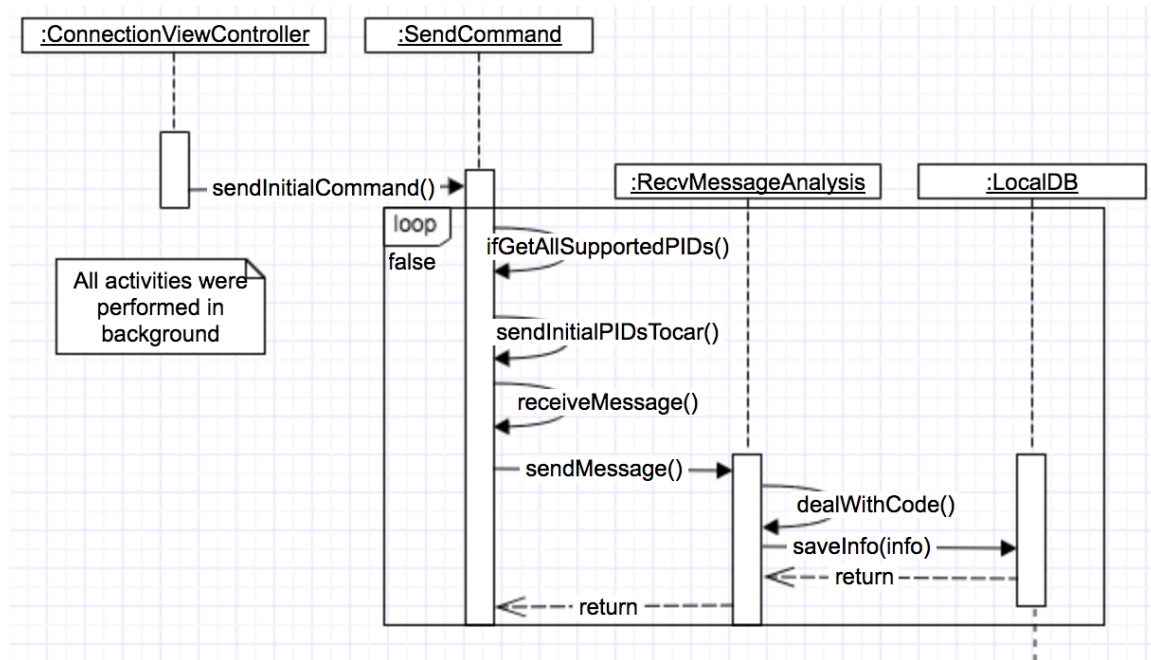 :ConnectionViewController
:SendCommand
sendInitialCommand()
:RecvMessageAnalysis
:LocalDB
loop
false
ifGetAllSupportedPIDs()
All activities were
performed in
background
sendInitialPIDsTocar()
receiveMessage()
sendMessage()
dealWithCode()
saveInfo(info)
return
return